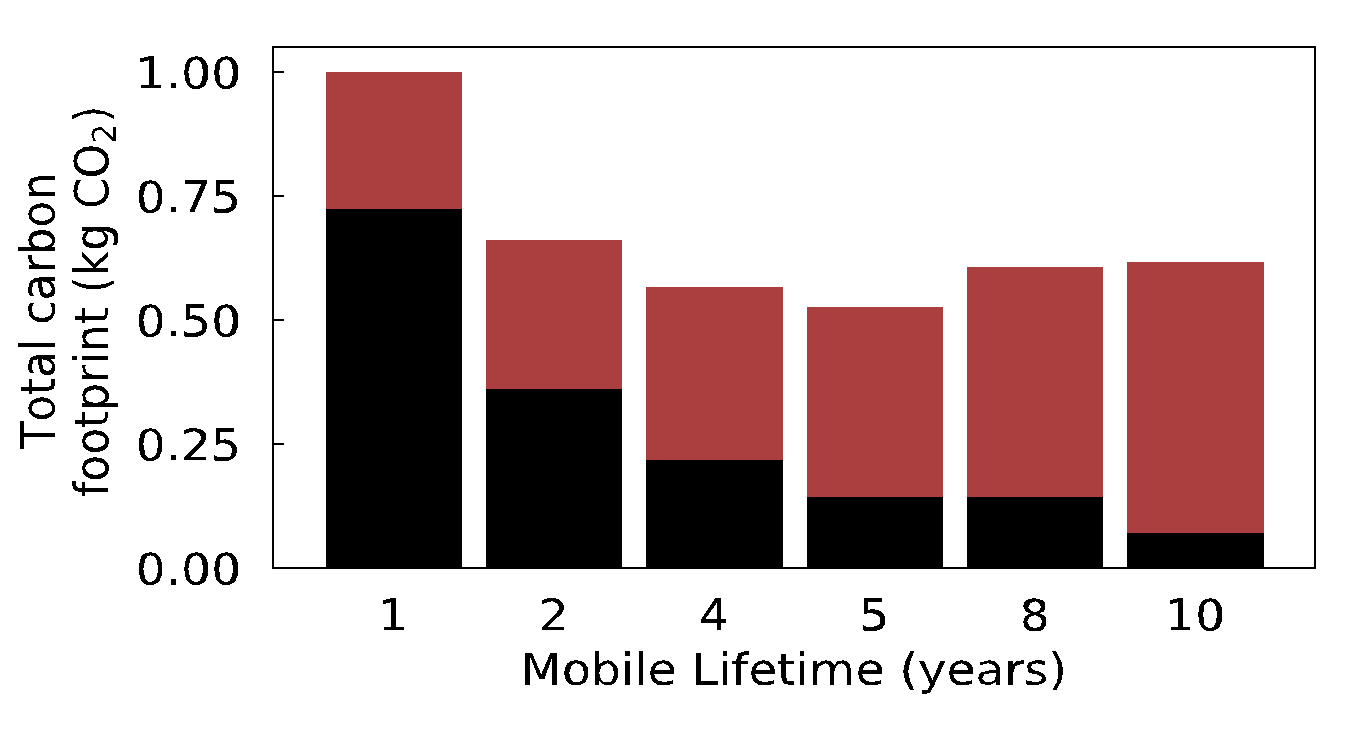 Total carbon
footprint (kg CO₂)
1.00
0.75
0.50
0.25
0.00
1 2 4 5 8 10
Mobile Lifetime (years)